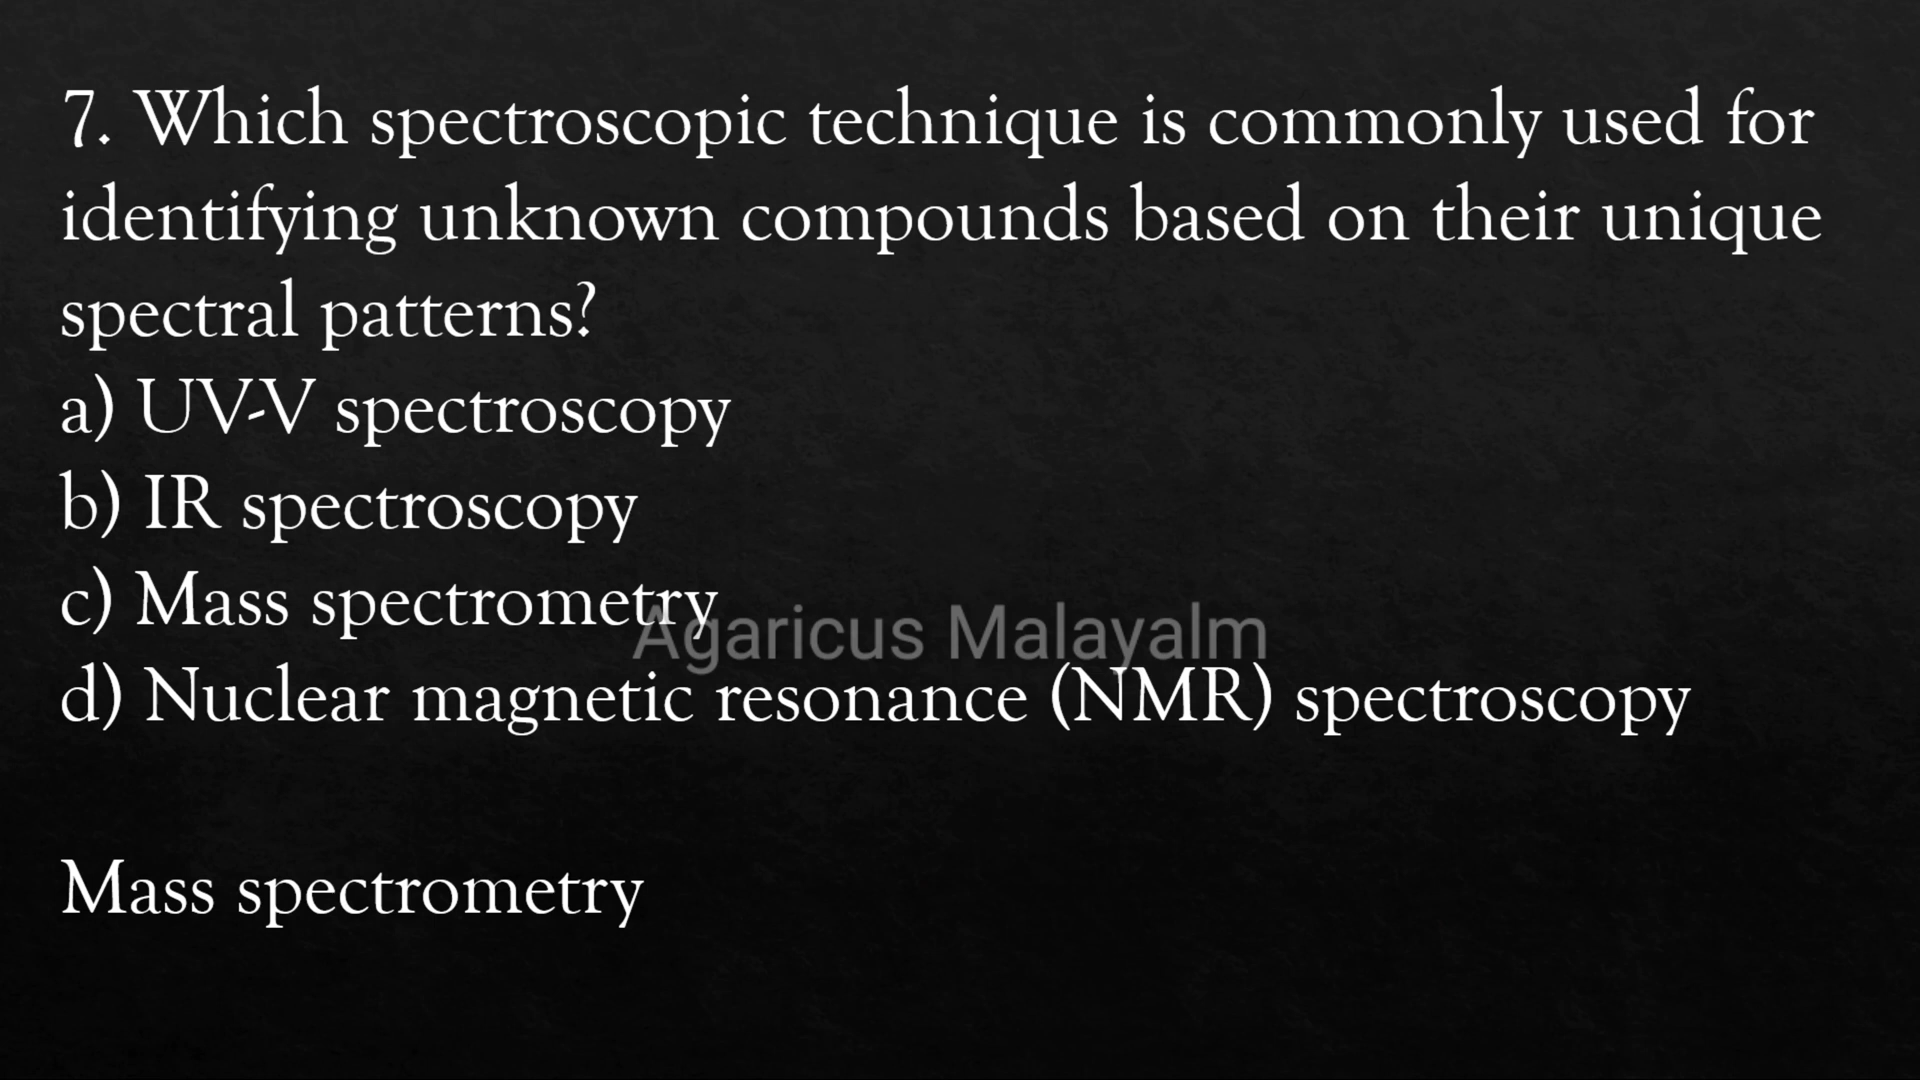 7. Which spectroscopic technique is commonly used for
identifying unknown compounds based on their unique
spectral patterns?
a) UV-V spectroscopy
b) IR spectroscopy
c) Mass spectrometry
Agaricus Malayalm
d) Nuclear magnetic resonance (NMR) spectroscopy
Mass spectrometry